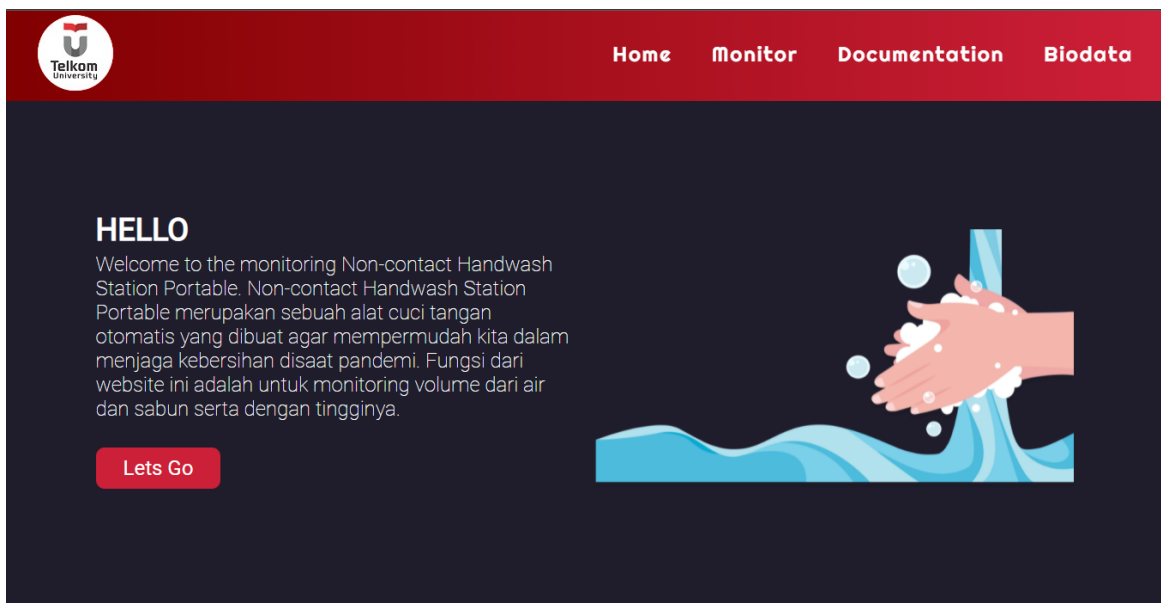 Telkom
University
Home Monitor Documentation Biodata
HELLO
Welcome to the monitoring Non-contact Handwash
Station Portable. Non-contact Handwash Station
Portable merupakan sebuah alat cuci tangan
otomatis yang dibuat agar mempermudah kita dalam
menjaga kebersihan disaat pandemi. Fungsi dari
website ini adalah untuk monitoring volume dari air
dan sabun serta dengan tingginya.
Lets Go